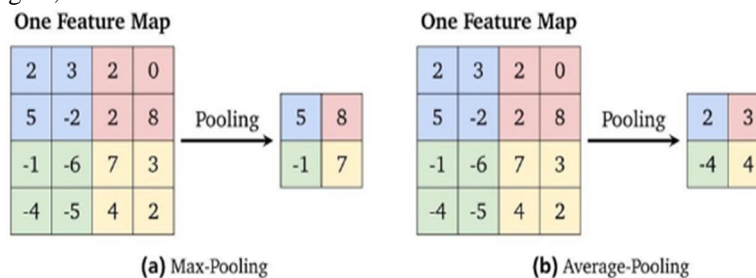 One Feature Map
2 3 2 0
5 -2 2 8
-1 -6 7 3
-4 -5 4 2
Pooling
5 8
-1 7
(a) Max-Pooling
One Feature Map
2 3 2 0
5 -2 2 8
-1 -6 7 3
-4 -5 4 2
Pooling
2 3
-4 4
(b) Average-Pooling